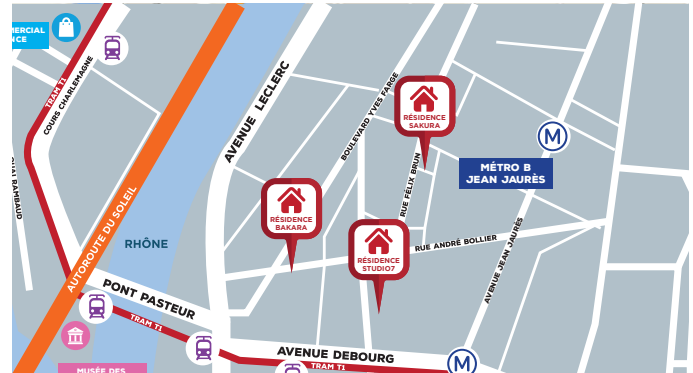 MERCIAL
NCE
TRAM T1
COURS CHARLEMAGNE
QUAI RAMBAUD
AUTOROUTE DU SOLEIL
RHÔNE
AVENUE LECLERC
BOULEVARD YVES FARGE
RÉSIDENCE
SAKURA
RUE FÉLIX BRUN
M
MÉTRO B
JEAN JAURÈS
RÉSIDENCE
BAKARA
RÉSIDENCE
STUDIO7
RUE ANDRÉ BOLLIER
AVENUE JEAN JAURÈS
PONT PASTEUR
TRAM T1
AVENUE DEBOURG
TRAM T1
M
MUSÉE DES